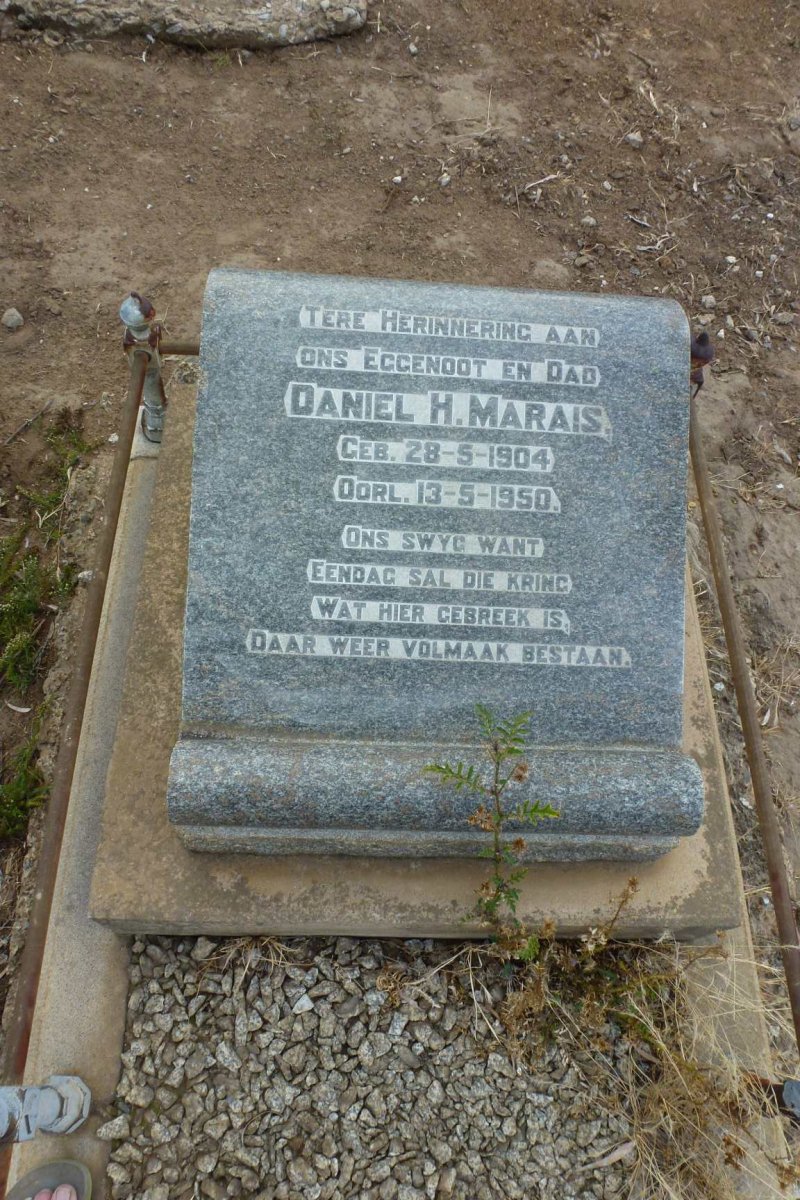 TERE HERINNERING AAN
ONS EGGENOOT EN DAD
DANIEL H. MARAIS.
GEB. 28-5-1904
OORL. 13-5-1950.
ONS SWYG WANT
EENDAG SAL DIE KRING
WAT HIER GEBREEK IS,
DAAR WEER VOLMAAK BESTAAN.